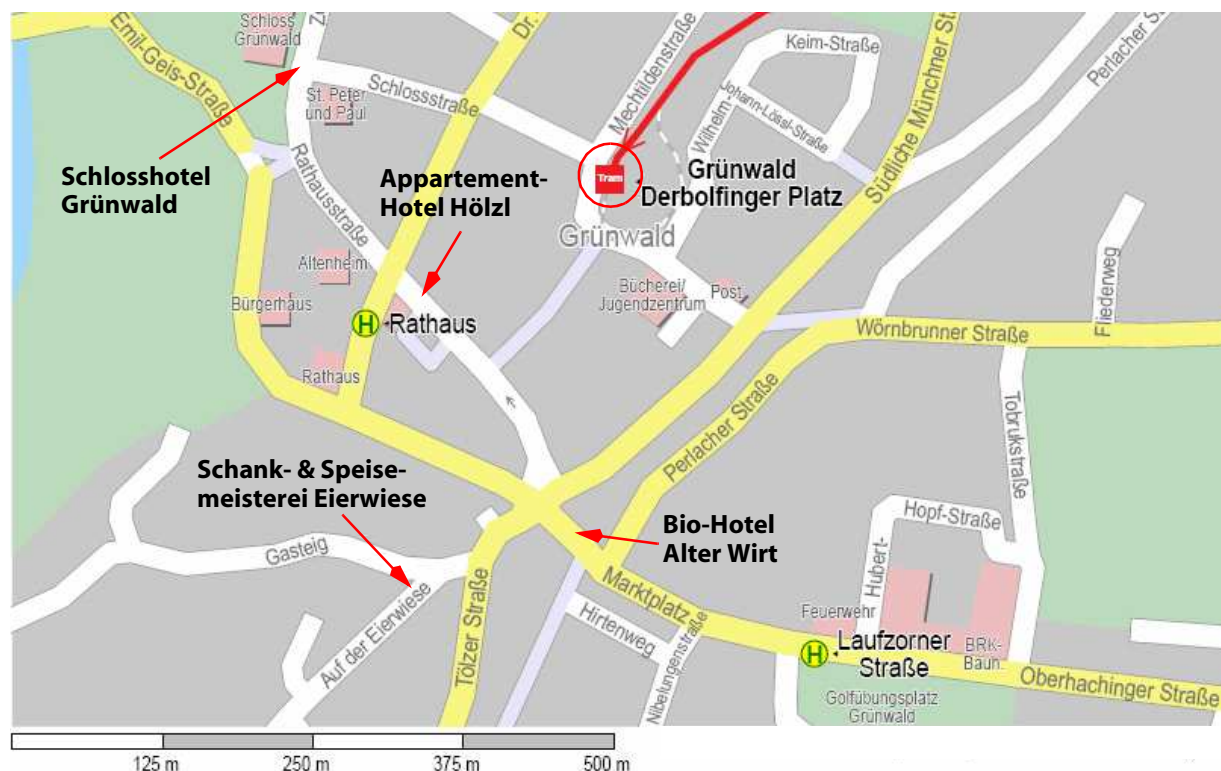 Schloss
Grünwald
Emil-Geis-Straße
St. Peter
und Paul
Schlossstraße
Dr.
Mechtildenstraße
Keim-Straße
Johann-Lössl-Straße
Wilhelm-
Südliche Münchner
Perlacher
Schlosshotel
Grünwald
Rathausstraße
Appartement-
Hotel Hölzl
Tram
Grünwald
Derbolfinger Platz
Grünwald
Altenheim
Bürgerhaus
H
Rathaus
Rathaus
Bücherei/
Jugendzentrum
Post
Wörnbrunner Straße
Fliederweg
Perlacher Straße
Tobrukstraße
Schank- & Speise-
meisterei Eierwiese
Bio-Hotel
Alter Wirt
Hopf-Straße
Hubert-
Gasteig
Auf der Eierwiese
Tölzer Straße
Marktplatz
Hirtenweg
Nibelungenstraße
Feuerwehr
H
Laufzorner
Straße
BRK-
Baun.
Oberhachinger Straße
Golfübungsplatz
Grünwald
125 m
250 m
375 m
500 m